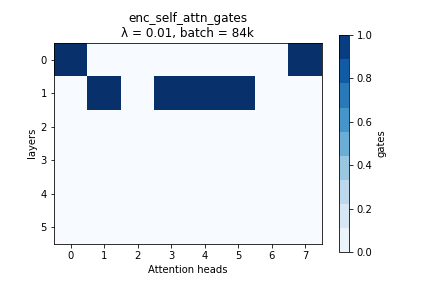 enc_self_attn_gates
λ = 0.01, batch = 84k
layers
0
1
2
3
4
5
0 1 2 3 4 5 6 7
Attention heads
1.0
0.8
0.6
0.4
0.2
0.0
gates